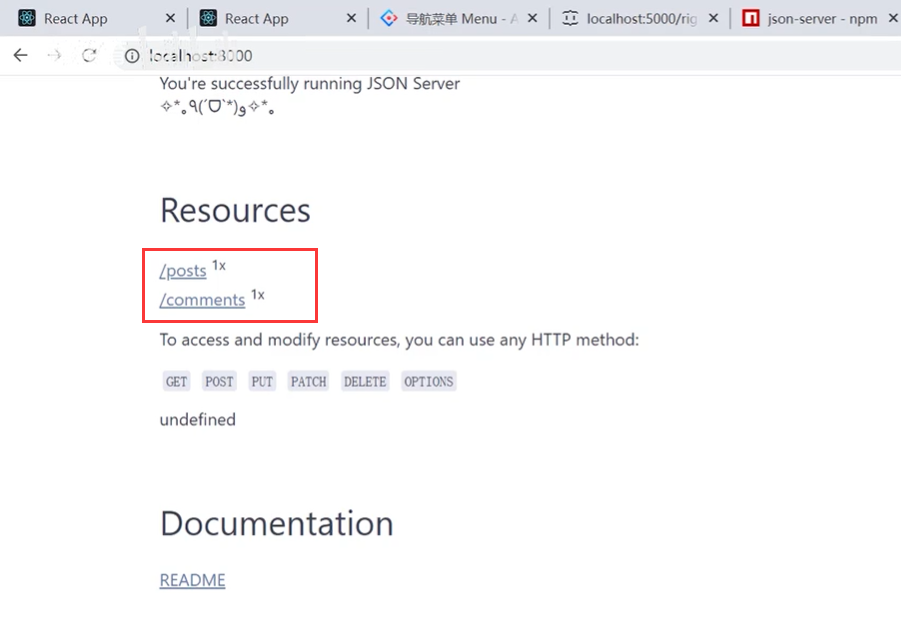 React App
React App
导航菜单 Menu - A
localhost:5000/rig
json-server - npm
localhost:8000
You're successfully running JSON Server
✧*｡٩(ˊᗜˋ*)و✧*｡
Resources
/posts 1x
/comments 1x
To access and modify resources, you can use any HTTP method:
GET POST PUT PATCH DELETE OPTIONS
undefined
Documentation
README